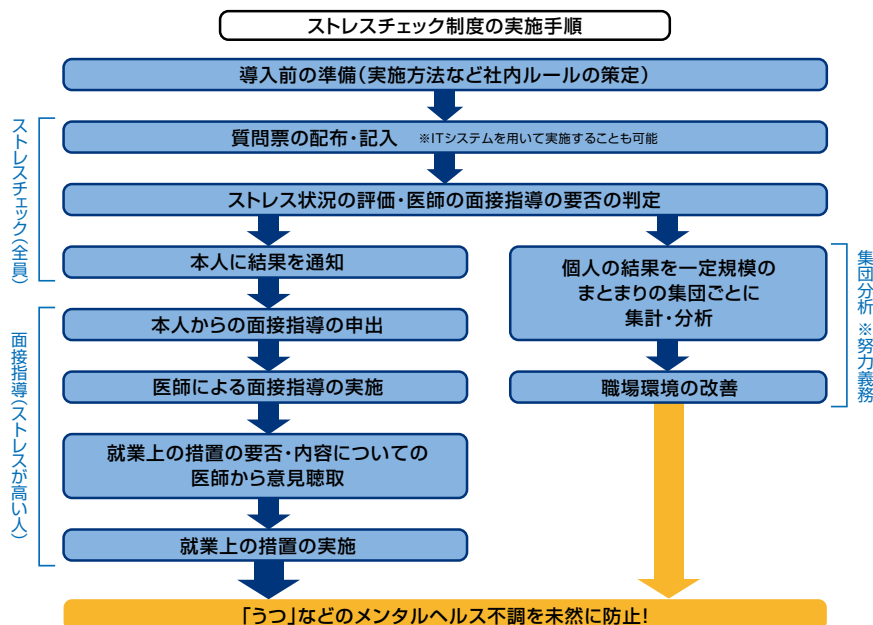 ストレスチェック制度の実施手順
導入前の準備(実施方法など社内ルールの策定)
ストレスチェック(全員)
質問票の配布・記入 ※ITシステムを用いて実施することも可能
ストレス状況の評価・医師の面接指導の要否の判定
本人に結果を通知
面接指導(ストレスが高い人)
本人からの面接指導の申出
医師による面接指導の実施
就業上の措置の要否・内容についての
医師から意見聴取
就業上の措置の実施
集団分析 ※努力義務
個人の結果を一定規模の
まとまりの集団ごとに
集計・分析
職場環境の改善
「うつ」などのメンタルヘルス不調を未然に防止!